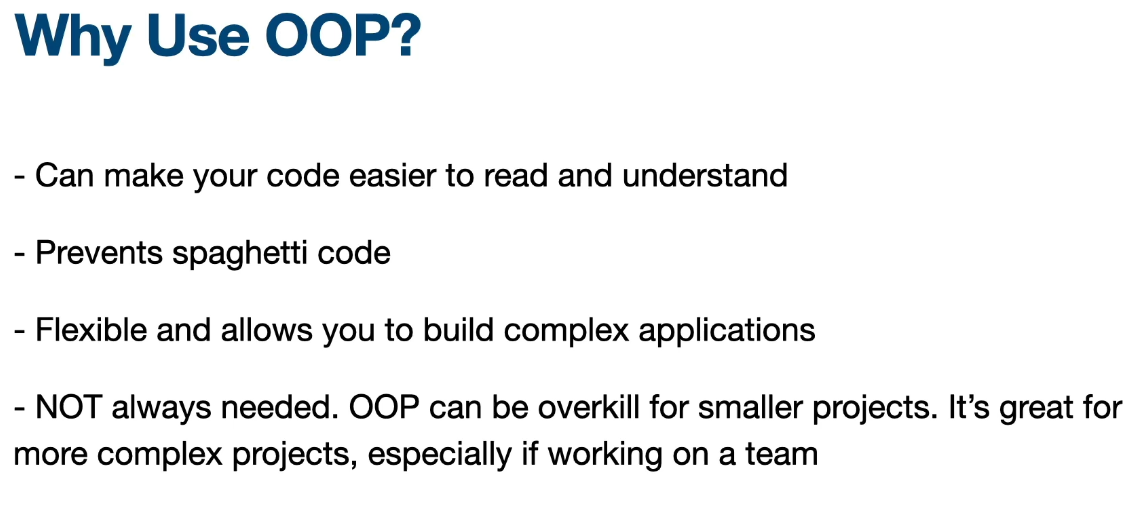 Why Use OOP?
- Can make your code easier to read and understand
- Prevents spaghetti code
- Flexible and allows you to build complex applications
- NOT always needed. OOP can be overkill for smaller projects. It’s great for
more complex projects, especially if working on a team